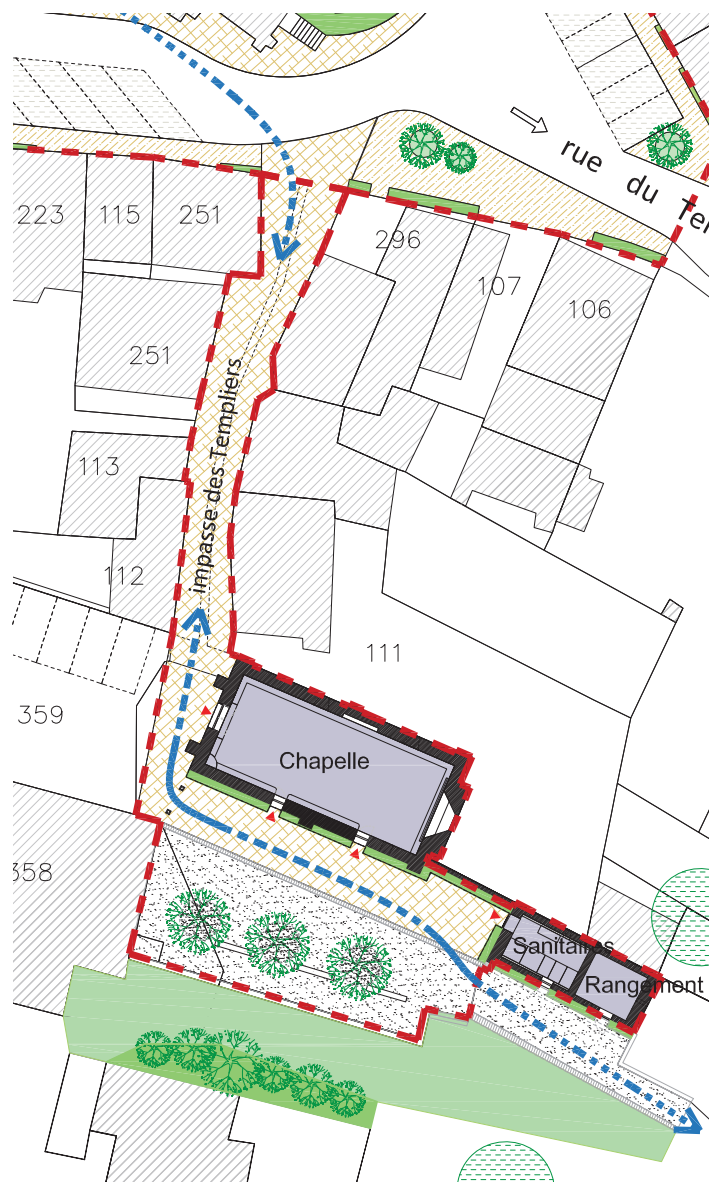 rue du Te
223
115
251
296
107
106
251
impasse des Templiers
113
112
111
359
Chapelle
358
Sanitaires
Rangement